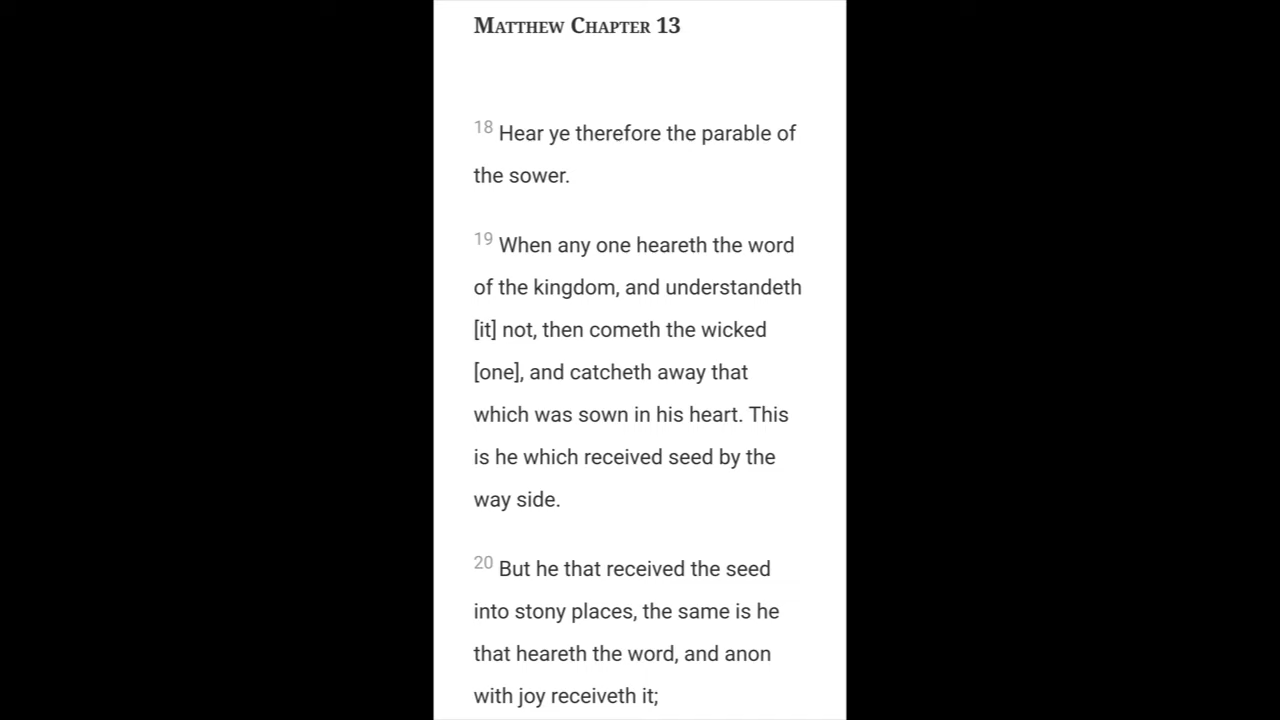 Matthew Chapter 13
18 Hear ye therefore the parable of
the sower.
19 When any one heareth the word
of the kingdom, and understandeth
[it] not, then cometh the wicked
[one], and catcheth away that
which was sown in his heart. This
is he which received seed by the
way side.
20 But he that received the seed
into stony places, the same is he
that heareth the word, and anon
with joy receiveth it;